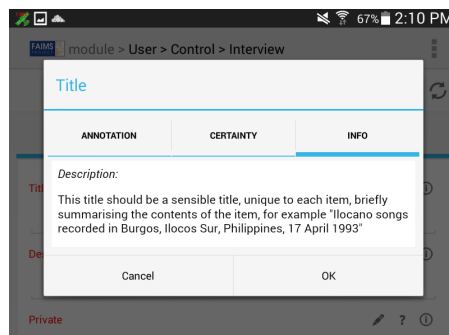 67% 2:10 PM
FAIMS module > User > Control > Interview
Title
ANNOTATION CERTAINTY INFO
Description:
This title should be a sensible title, unique to
each item, briefly
summarising the contents of the item, for
example "Ilocano songs
recorded in Burgos, Ilocos Sur, Philippines,
17 April 1993"
Titl
De
Cancel OK
Private ?